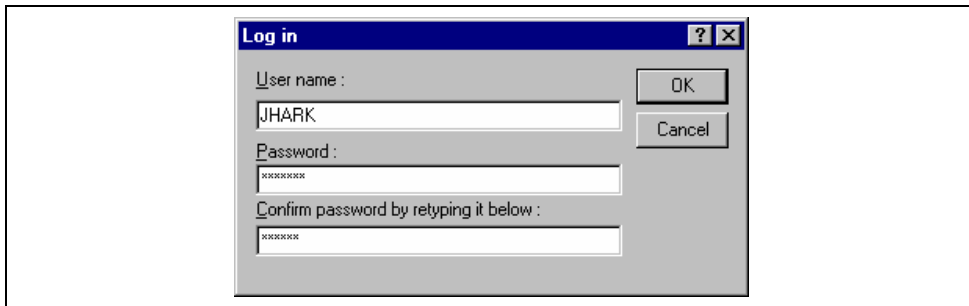 Log in
User name :
OK
JHARK
Cancel
Password :
*******
Confirm password by retyping it below :
******